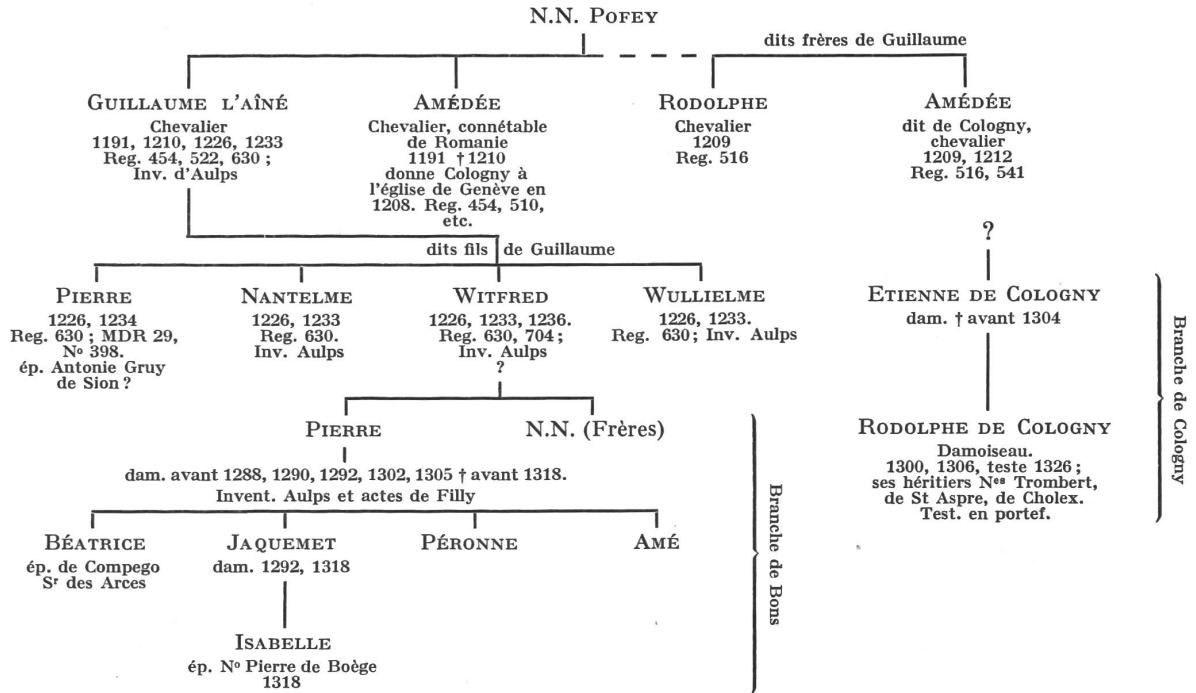 N.N. POFEY
dits frères de Guillaume
GUILLAUME L'AÎNÉ
Chevalier
1191, 1210, 1226, 1233
Reg. 454, 522, 630 ;
Inv. d'Aulps
AMÉDÉE
Chevalier, connétable
de Romanie
1191 † 1210
donne Cologny à
l'église de Genève en
1208. Reg. 454, 510,
etc.
RODOLPHE
Chevalier
1209
Reg. 516
AMÉDÉE
dit de Cologny,
chevalier
1209, 1212
Reg. 516, 541
dits fils de Guillaume
PIERRE
1226, 1234
Reg. 630 ; MDR 29,
Nº 398.
ép. Antonie Gruy
de Sion ?
NANTELME
1226, 1233
Reg. 630.
Inv. Aulps
WITFRED
1226, 1233, 1236.
Reg. 630, 704 ;
Inv. Aulps
?
WULLIELME
1226, 1233.
Reg. 630 ; Inv. Aulps
?
ETIENNE DE COLOGNY
dam. † avant 1304
RODOLPHE DE COLOGNY
Damoiseau.
1300, 1306, teste 1326 ;
ses héritiers Nᵉˢ Trombert,
de St Aspre, de Cholex.
Test. en portef.
Branche de Cologny
PIERRE
N.N. (Frères)
dam. avant 1288, 1290, 1292, 1302, 1305 † avant 1318.
Invent. Aulps et actes de Filly
BÉATRICE
ép. de Compego
Sʳ des Arces
JAQUEMET
dam. 1292, 1318
PÉRONNE
AMÉ
ISABELLE
ép. Nº Pierre de Boège
1318
Branche de Bons